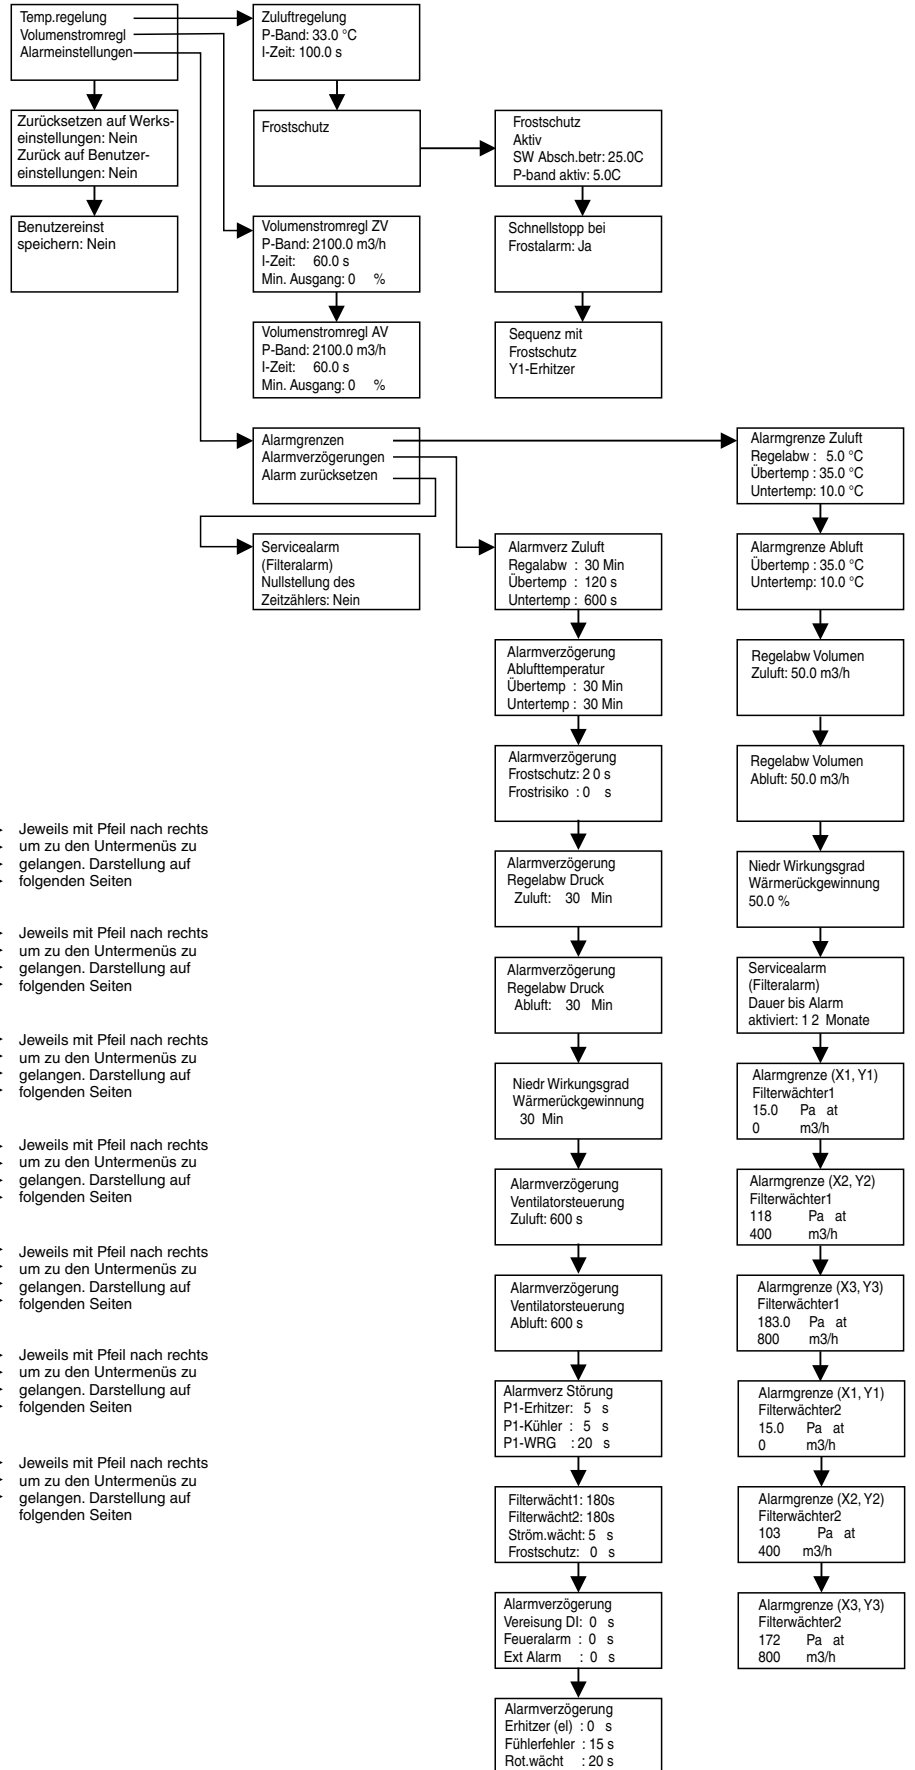 Temp.regelung
Volumenstromregl
Alarmeinstellungen
Zurücksetzen auf Werks-
einstellungen: Nein
Zurück auf Benutzer-
einstellungen: Nein
Benutzereinst
speichern: Nein
Zuluftregelung
P-Band: 33.0 °C
I-Zeit: 100.0 s
Frostschutz
Frostschutz
Aktiv
SW Absch.betr: 25.0C
P-band aktiv: 5.0C
Schnellstopp bei
Frostalarm: Ja
Sequenz mit
Frostschutz
Y1-Erhitzer
Volumenstromregl ZV
P-Band: 2100.0 m3/h
I-Zeit: 60.0 s
Min. Ausgang: 0 %
Volumenstromregl AV
P-Band: 2100.0 m3/h
I-Zeit: 60.0 s
Min. Ausgang: 0 %
Alarmgrenzen
Alarmverzögerungen
Alarm zurücksetzen
Servicealarm
(Filteralarm)
Nullstellung des
Zeitzählers: Nein
Alarmverz Zuluft
Regalabw : 30 Min
Übertemp : 120 s
Untertemp : 600 s
Alarmverzögerung
Ablufttemperatur
Übertemp : 30 Min
Untertemp : 30 Min
Alarmverzögerung
Frostschutz: 2 0 s
Frostrisiko : 0 s
Alarmverzögerung
Regelabw Druck
Zuluft: 30 Min
Alarmverzögerung
Regelabw Druck
Abluft: 30 Min
Niedr Wirkungsgrad
Wärmerückgewinnung
30 Min
Alarmverzögerung
Ventilatorsteuerung
Zuluft: 600 s
Alarmverzögerung
Ventilatorsteuerung
Abluft: 600 s
Alarmverz Störung
P1-Erhitzer: 5 s
P1-Kühler : 5 s
P1-WRG : 20 s
Filterwächt1: 180s
Filterwächt2: 180s
Ström.wächt: 5 s
Frostschutz: 0 s
Alarmverzögerung
Vereisung DI: 0 s
Feueralarm : 0 s
Ext Alarm : 0 s
Alarmverzögerung
Erhitzer (el) : 0 s
Fühlerfehler : 15 s
Rot.wächt : 20 s
Alarmgrenze Zuluft
Regelabw : 5.0 °C
Übertemp : 35.0 °C
Untertemp: 10.0 °C
Alarmgrenze Abluft
Übertemp : 35.0 °C
Untertemp: 10.0 °C
Regelabw Volumen
Zuluft: 50.0 m3/h
Regelabw Volumen
Abluft: 50.0 m3/h
Niedr Wirkungsgrad
Wärmerückgewinnung
50.0 %
Servicealarm
(Filteralarm)
Dauer bis Alarm
aktiviert: 1 2 Monate
Alarmgrenze (X1, Y1)
Filterwächter1
15.0 Pa at
0 m3/h
Alarmgrenze (X2, Y2)
Filterwächter1
118 Pa at
400 m3/h
Alarmgrenze (X3, Y3)
Filterwächter1
183.0 Pa at
800 m3/h
Alarmgrenze (X1, Y1)
Filterwächter2
15.0 Pa at
0 m3/h
Alarmgrenze (X2, Y2)
Filterwächter2
103 Pa at
400 m3/h
Alarmgrenze (X3, Y3)
Filterwächter2
172 Pa at
800 m3/h
Jeweils mit Pfeil nach rechts
um zu den Untermenüs zu
gelangen. Darstellung auf
folgenden Seiten
Jeweils mit Pfeil nach rechts
um zu den Untermenüs zu
gelangen. Darstellung auf
folgenden Seiten
Jeweils mit Pfeil nach rechts
um zu den Untermenüs zu
gelangen. Darstellung auf
folgenden Seiten
Jeweils mit Pfeil nach rechts
um zu den Untermenüs zu
gelangen. Darstellung auf
folgenden Seiten
Jeweils mit Pfeil nach rechts
um zu den Untermenüs zu
gelangen. Darstellung auf
folgenden Seiten
Jeweils mit Pfeil nach rechts
um zu den Untermenüs zu
gelangen. Darstellung auf
folgenden Seiten
Jeweils mit Pfeil nach rechts
um zu den Untermenüs zu
gelangen. Darstellung auf
folgenden Seiten